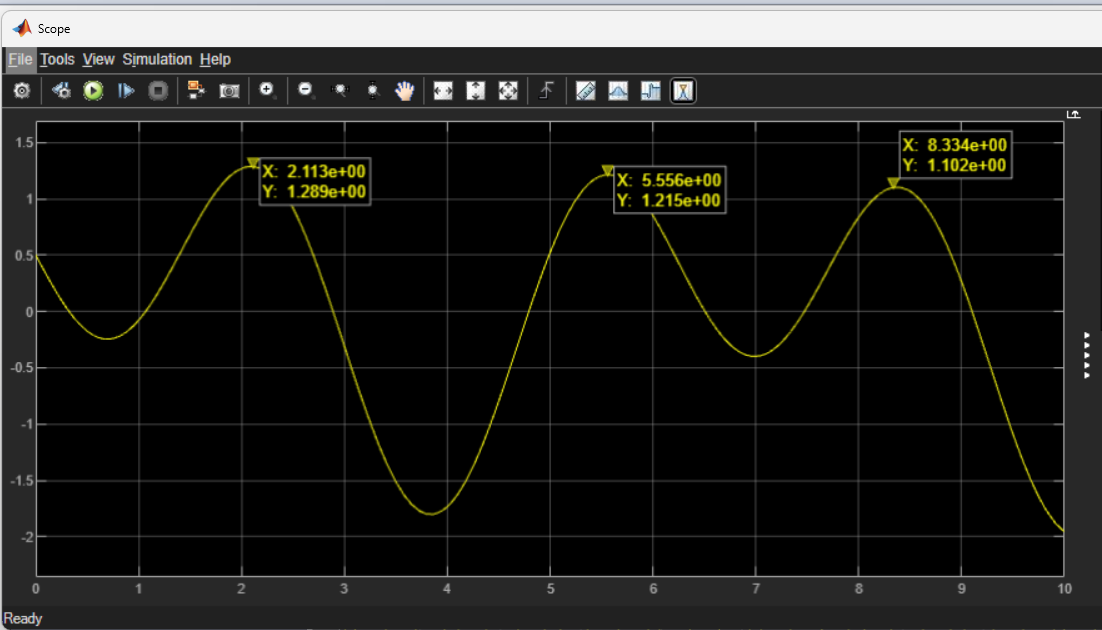 Scope
File Tools View Simulation Help
X: 2.113e+00
Y: 1.289e+00
X: 5.556e+00
Y: 1.215e+00
X: 8.334e+00
Y: 1.102e+00
1.5
1
0.5
0
-0.5
-1
-1.5
-2
0 1 2 3 4 5 6 7 8 9 10
Ready